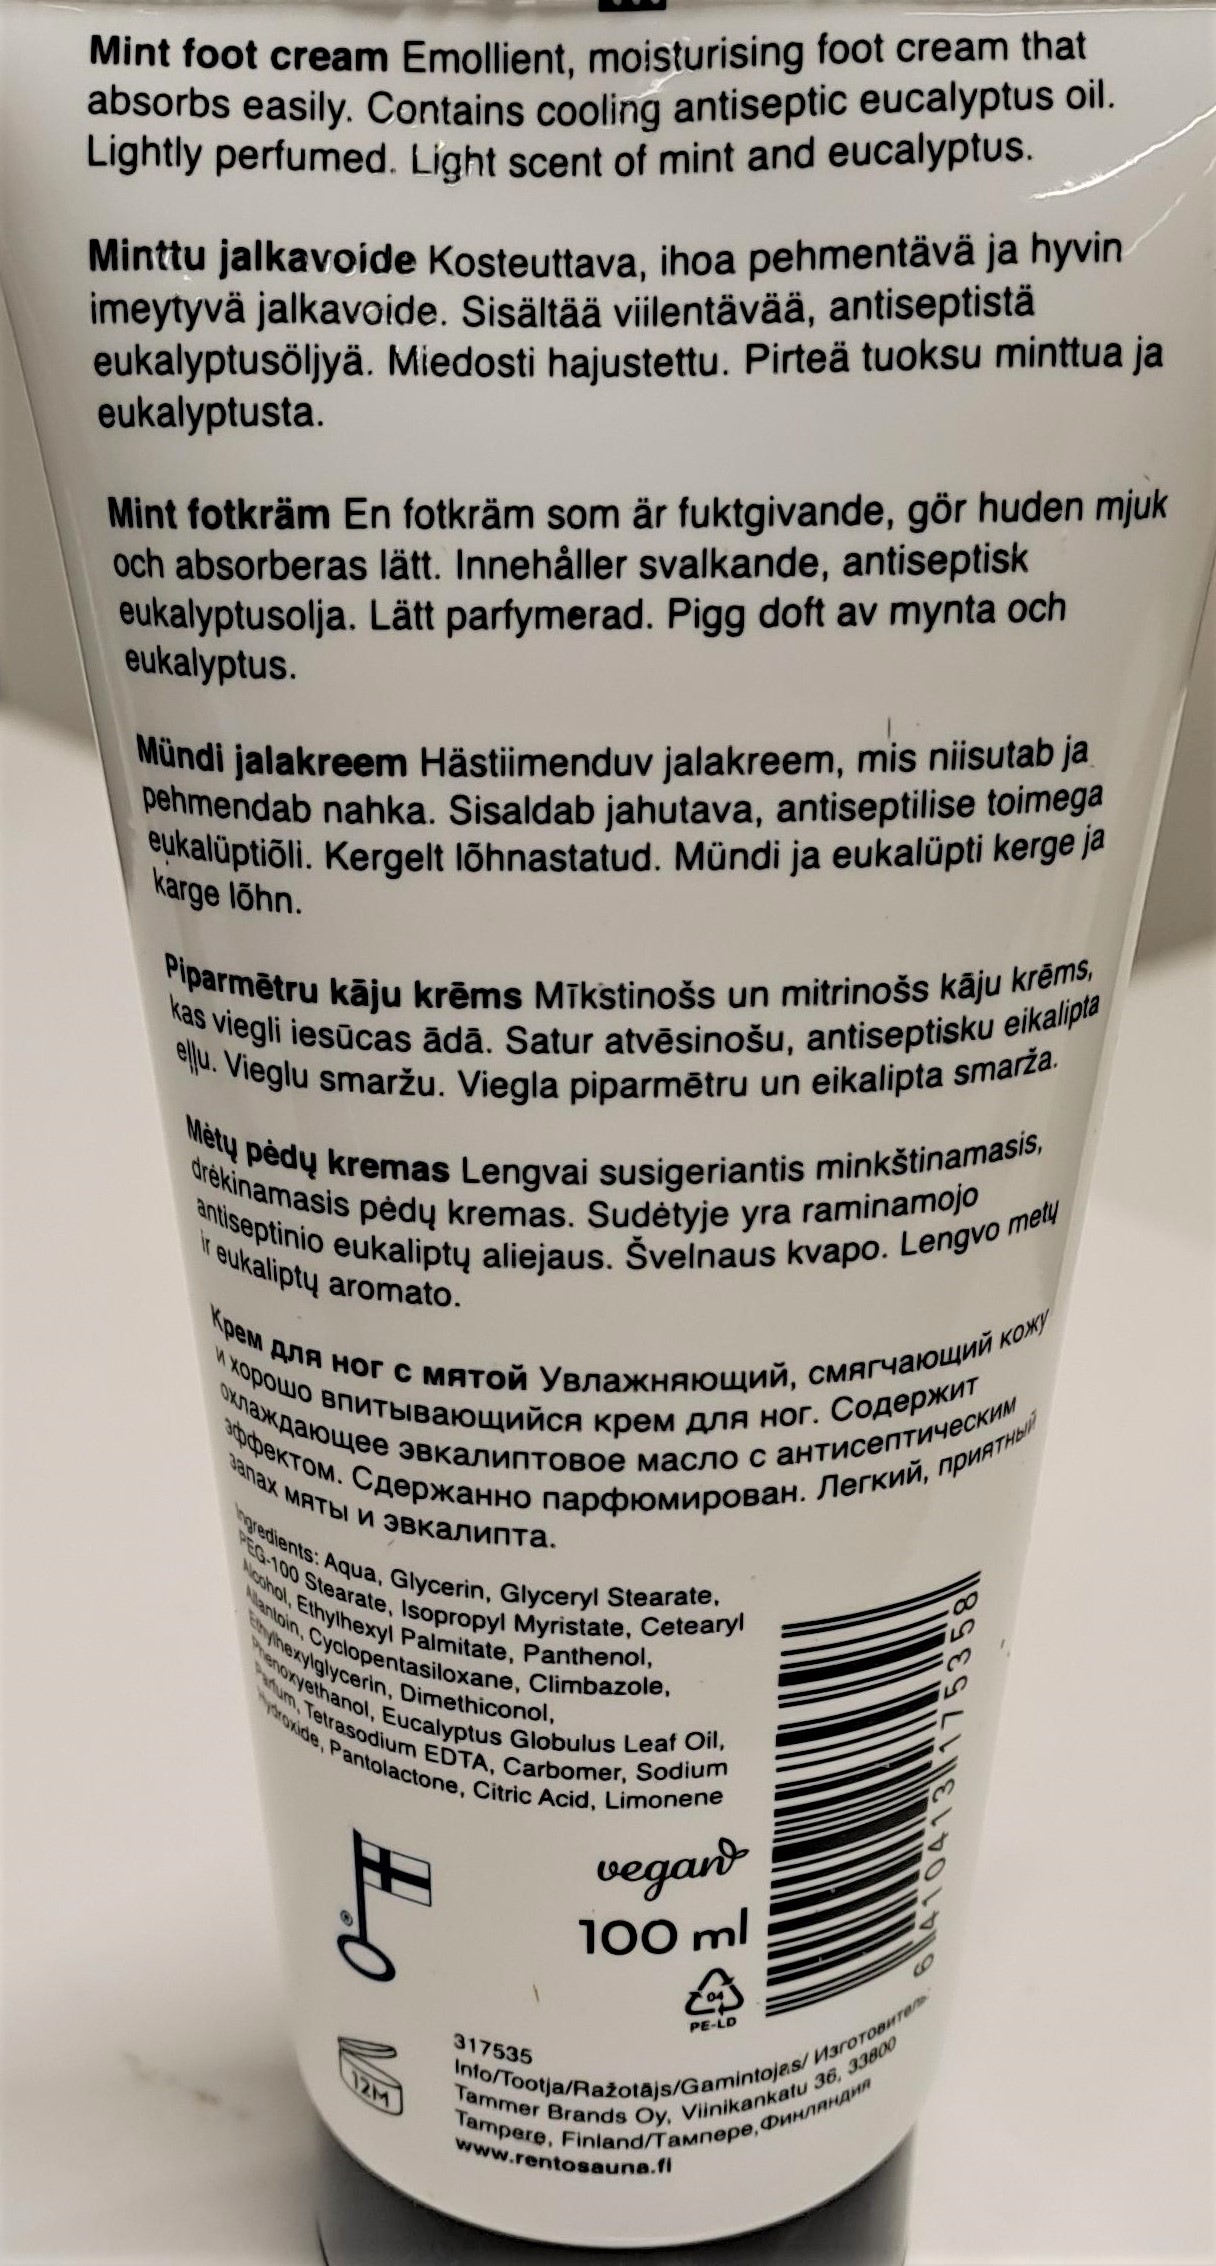 Mint foot cream Emollient, moisturising foot cream that
absorbs easily. Contains cooling antiseptic eucalyptus oil.
Lightly perfumed. Light scent of mint and eucalyptus.
Minttu jalkavoide Kosteuttava, ihoa pehmentävä ja hyvin
imeytyvä jalkavoide. Sisältää viilentävää, antiseptistä
eukalyptusöljyä. Miedosti hajustettu. Pirteä tuoksu minttua ja
eukalyptusta.
Mint fotkräm En fotkräm som är fuktgivande, gör huden mjuk
och absorberas lätt. Innehåller svalkande, antiseptisk
eukalyptusolja. Lätt parfymerad. Pigg doft av mynta och
eukalyptus.
Mündi jalakreem Hästiimenduv jalakreem, mis niisutab ja
pehmendab nahka. Sisaldab jahutava, antiseptilise toimega
eukalüptiõli. Kergelt lõhnastatud. Mündi ja eukalüpti kerge ja
karge lõhn.
Piparmētru kāju krēms Mīkstinošs un mitrinošs kāju krēms,
kas viegli iesūcas ādā. Satur atvēsinošu, antiseptisku eikalipta
eļļu. Vieglu smaržu. Viegla piparmētru un eikalipta smarža.
Mėtų pėdų kremas Lengvai susigeriantis minkštinamasis,
drėkinamasis pėdų kremas. Sudėtyje yra raminamojo
antiseptinio eukaliptų aliejaus. Švelnaus kvapo. Lengvo metų
ir eukaliptų aromato.
Крем для ног с мятой Увлажняющий, смягчающий кожу
и хорошо впитывающийся крем для ног. Содержит
охлаждающее эвкалиптовое масло с антисептическим
эффектом. Сдержанно парфюмирован. Легкий, приятный
запах мяты и эвкалипта.
Ingredients: Aqua, Glycerin, Glyceryl Stearate,
PEG-100 Stearate, Isopropyl Myristate, Cetearyl
Alcohol, Ethylhexyl Palmitate, Panthenol,
Allantoin, Cyclopentasiloxane, Climbazole,
Ethylhexylglycerin, Dimethiconol,
Phenoxyethanol, Eucalyptus Globulus Leaf Oil,
Parfum, Tetrasodium EDTA, Carbomer, Sodium
Hydroxide, Pantolactone, Citric Acid, Limonene
6 410413 175358
vegan
100 ml
04
PE-LD
12M
317535
Info/Tootja/Ražotājs/Gamintojas/ Изготовитель:
Tammer Brands Oy, Viinikankatu 36, 33800
Tampere, Finland/Тампере, Финляндия
www.rentosauna.fi